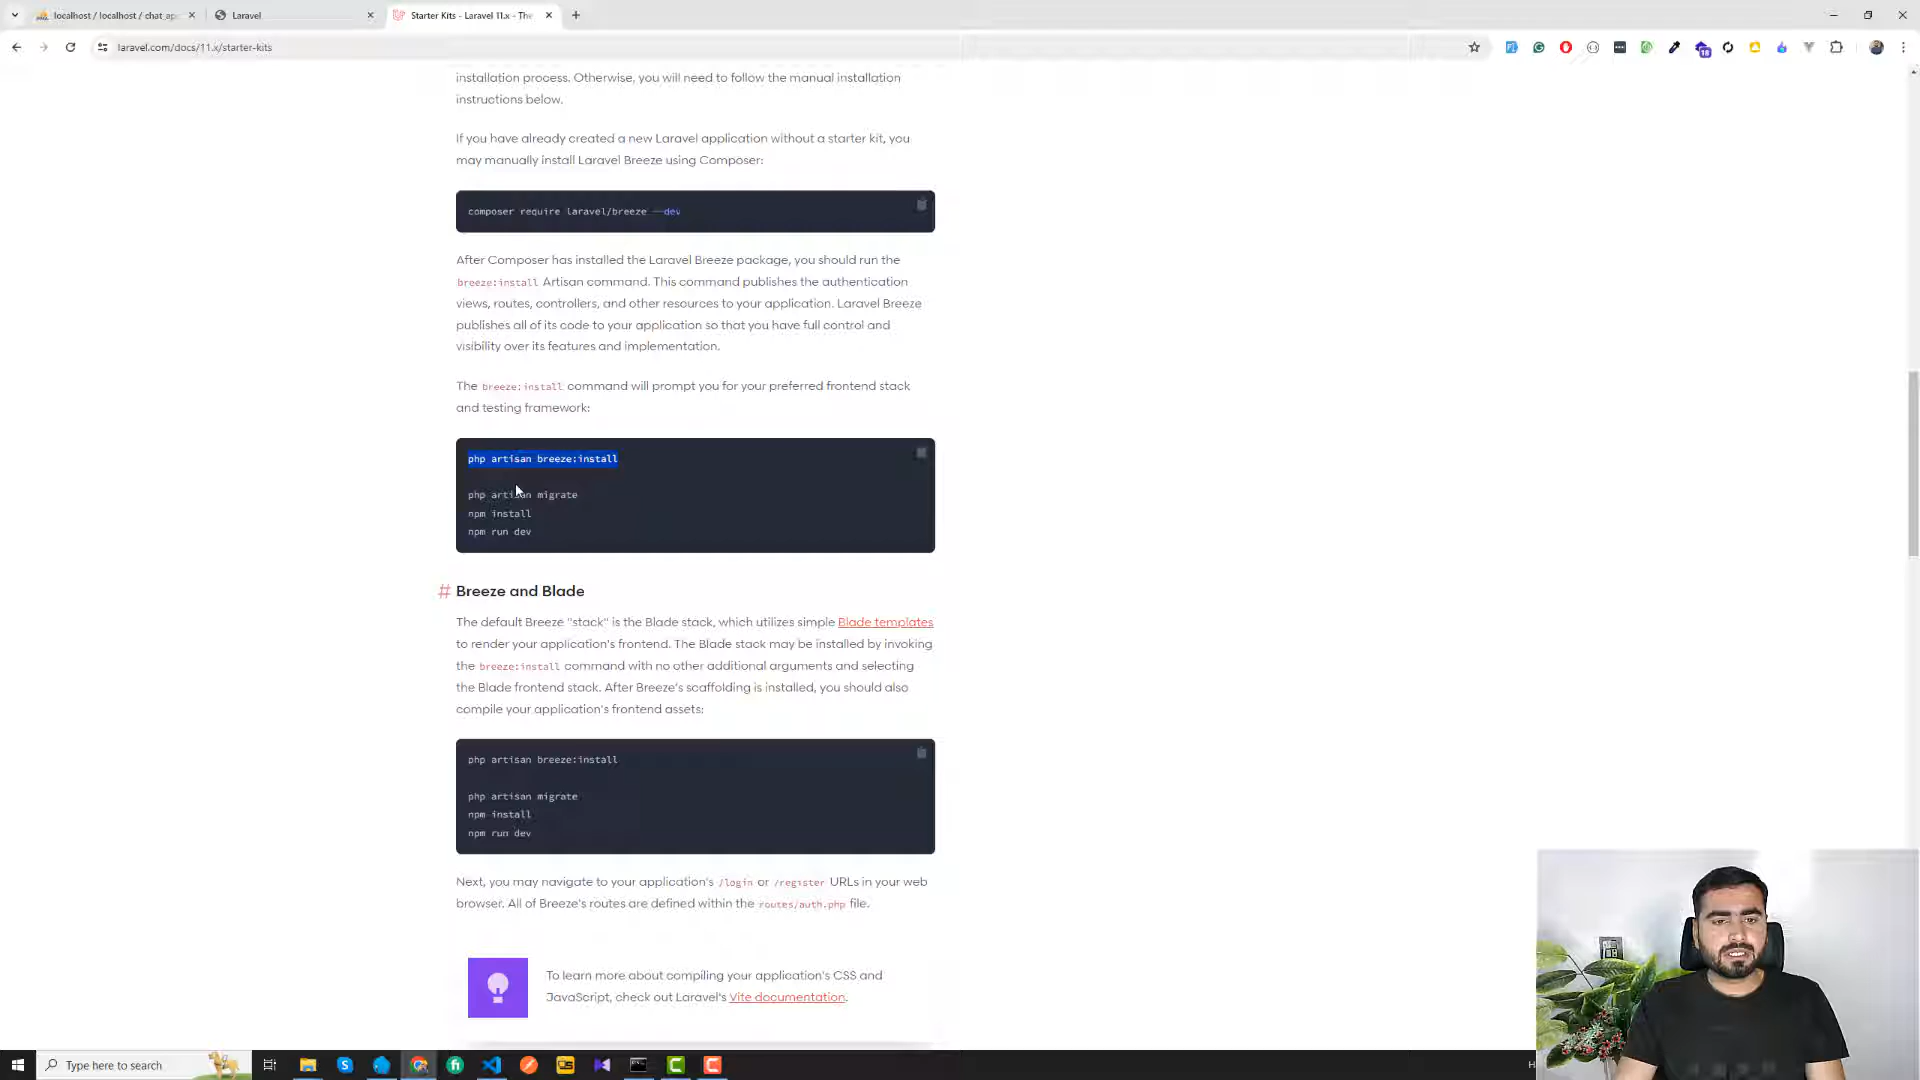 localhost / localhost / chat_ap
Laravel
Starter Kits - Laravel 11.x - The
laravel.com/docs/11.x/starter-kits
18
installation process. Otherwise, you will need to follow the manual installation
instructions below.
If you have already created a new Laravel application without a starter kit, you
may manually install Laravel Breeze using Composer:
composer require laravel/breeze --dev
After Composer has installed the Laravel Breeze package, you should run the
breeze:install Artisan command. This command publishes the authentication
views, routes, controllers, and other resources to your application. Laravel Breeze
publishes all of its code to your application so that you have full control and
visibility over its features and implementation.
The breeze:install command will prompt you for your preferred frontend stack
and testing framework:
php artisan breeze:install
php artisan migrate
npm install
npm run dev
# Breeze and Blade
The default Breeze "stack" is the Blade stack, which utilizes simple Blade templates
to render your application's frontend. The Blade stack may be installed by invoking
the breeze:install command with no other additional arguments and selecting
the Blade frontend stack. After Breeze's scaffolding is installed, you should also
compile your application's frontend assets:
php artisan breeze:install
php artisan migrate
npm install
npm run dev
Next, you may navigate to your application's /login or /register URLs in your web
browser. All of Breeze's routes are defined within the routes/auth.php file.
To learn more about compiling your application's CSS and
JavaScript, check out Laravel's Vite documentation.
Type here to search